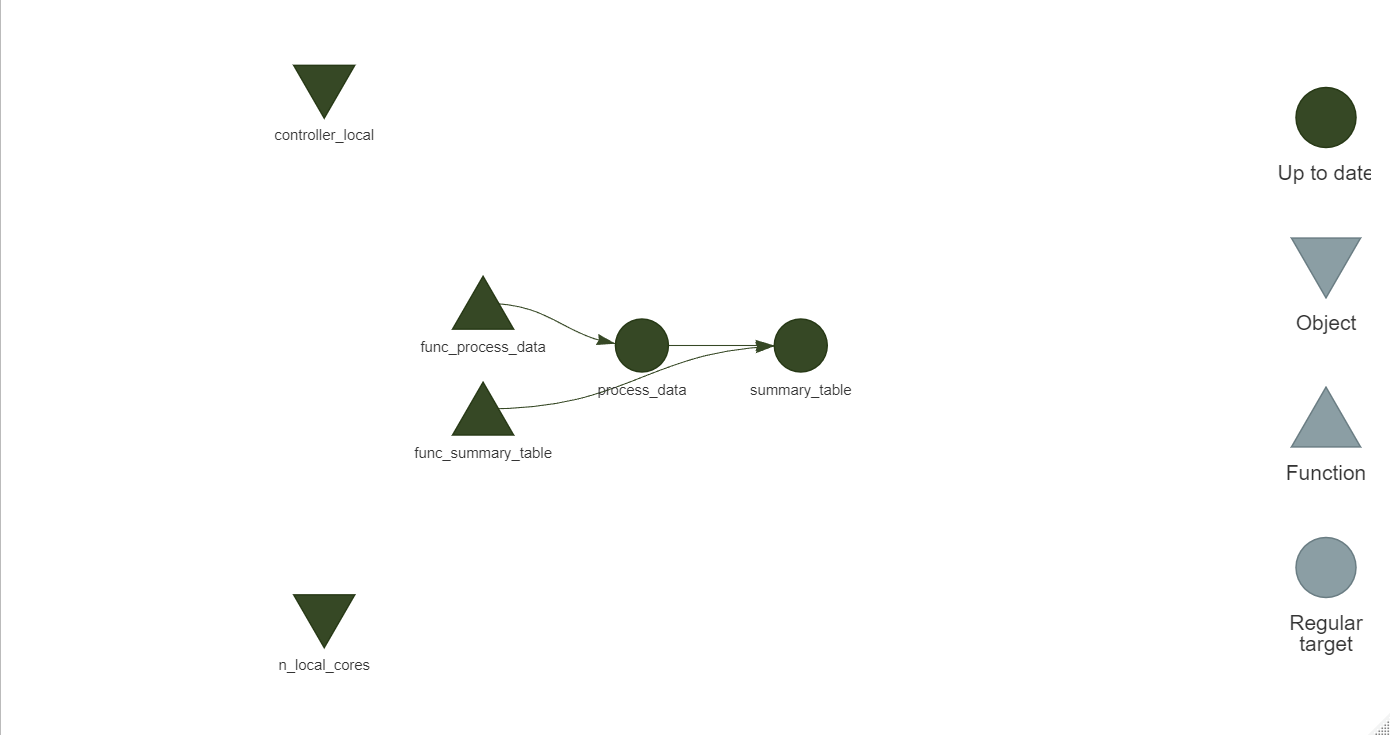 controller_local
func_process_data
process_data
summary_table
func_summary_table
n_local_cores
Up to date
Object
Function
Regular
target